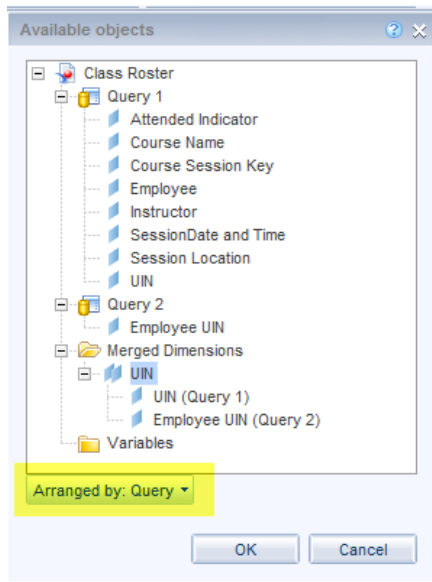 Available objects
Class Roster
Query 1
Attended Indicator
Course Name
Course Session Key
Employee
Instructor
SessionDate and Time
Session Location
UIN
Query 2
Employee UIN
Merged Dimensions
UIN
UIN (Query 1)
Employee UIN (Query 2)
Variables
Arranged by: Query
OK
Cancel